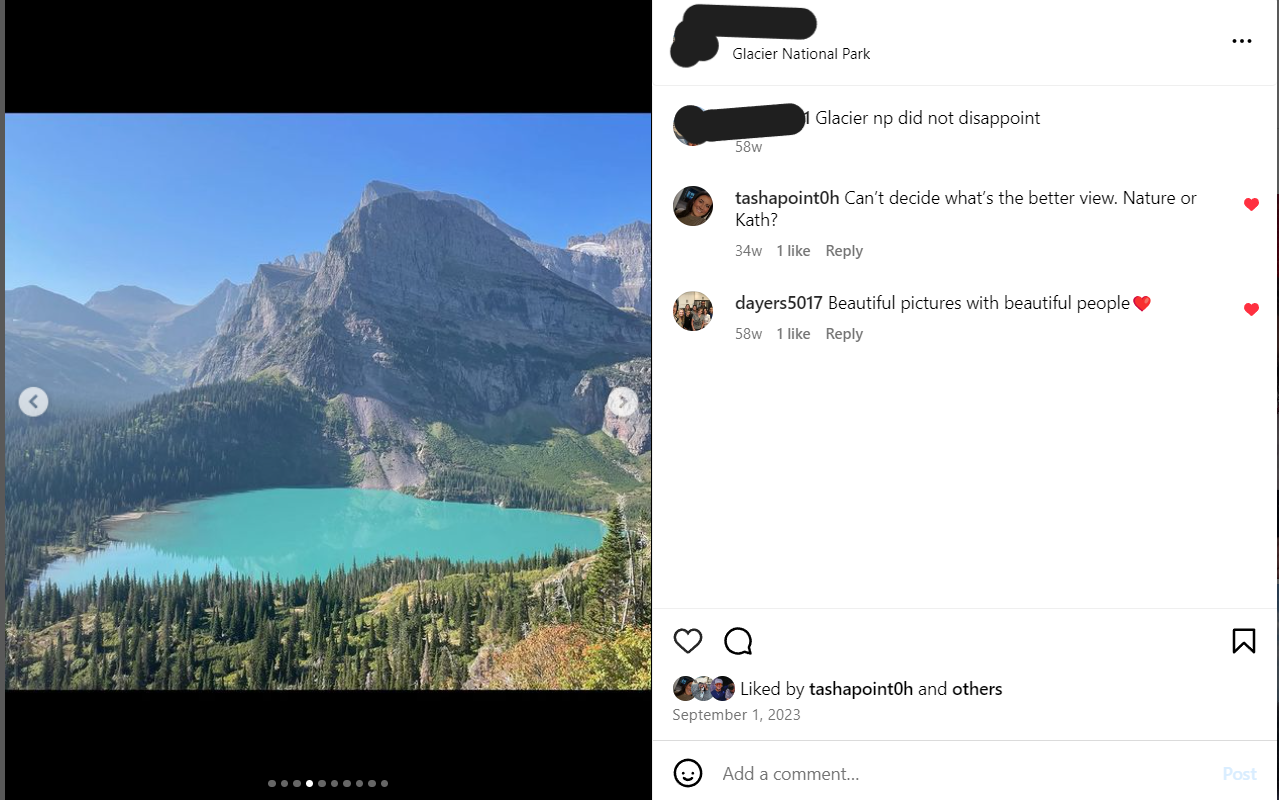 Glacier National Park
1 Glacier np did not disappoint
58w
tashapoint0h Can't decide what's the better view. Nature or
Kath?
34w 1 like Reply
dayers5017 Beautiful pictures with beautiful people❤️
58w 1 like Reply
Liked by tashapoint0h and others
September 1, 2023
Add a comment...
Post